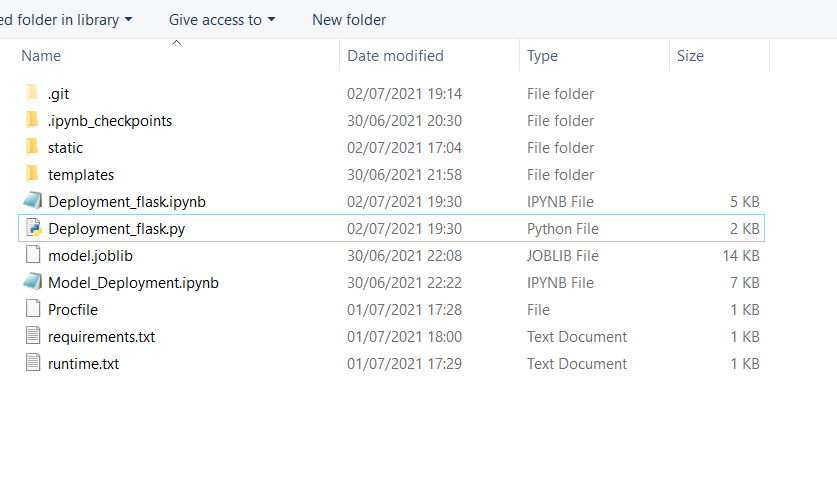 ed folder in library Give access to New folder
Name Date modified Type Size
.git 02/07/2021 19:14 File folder
.ipynb_checkpoints 30/06/2021 20:30 File folder
static 02/07/2021 17:04 File folder
templates 30/06/2021 21:58 File folder
Deployment_flask.ipynb 02/07/2021 19:30 IPYNB File 5 KB
Deployment_flask.py 02/07/2021 19:30 Python File 2 KB
model.joblib 30/06/2021 22:08 JOBLIB File 14 KB
Model_Deployment.ipynb 30/06/2021 22:22 IPYNB File 7 KB
Procfile 01/07/2021 17:28 File 1 KB
requirements.txt 01/07/2021 18:00 Text Document 1 KB
runtime.txt 01/07/2021 17:29 Text Document 1 KB